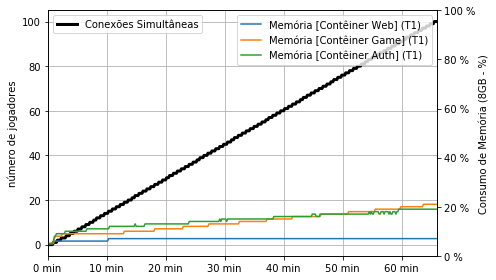 Conexões Simultâneas
Memória [Contêiner Web] (T1)
Memória [Contêiner Game] (T1)
Memória [Contêiner Auth] (T1)
número de jogadores
100
80
60
40
20
0
Consumo de Memória (8GB - %)
100 %
80 %
60 %
40 %
20 %
0 %
0 min
10 min
20 min
30 min
40 min
50 min
60 min